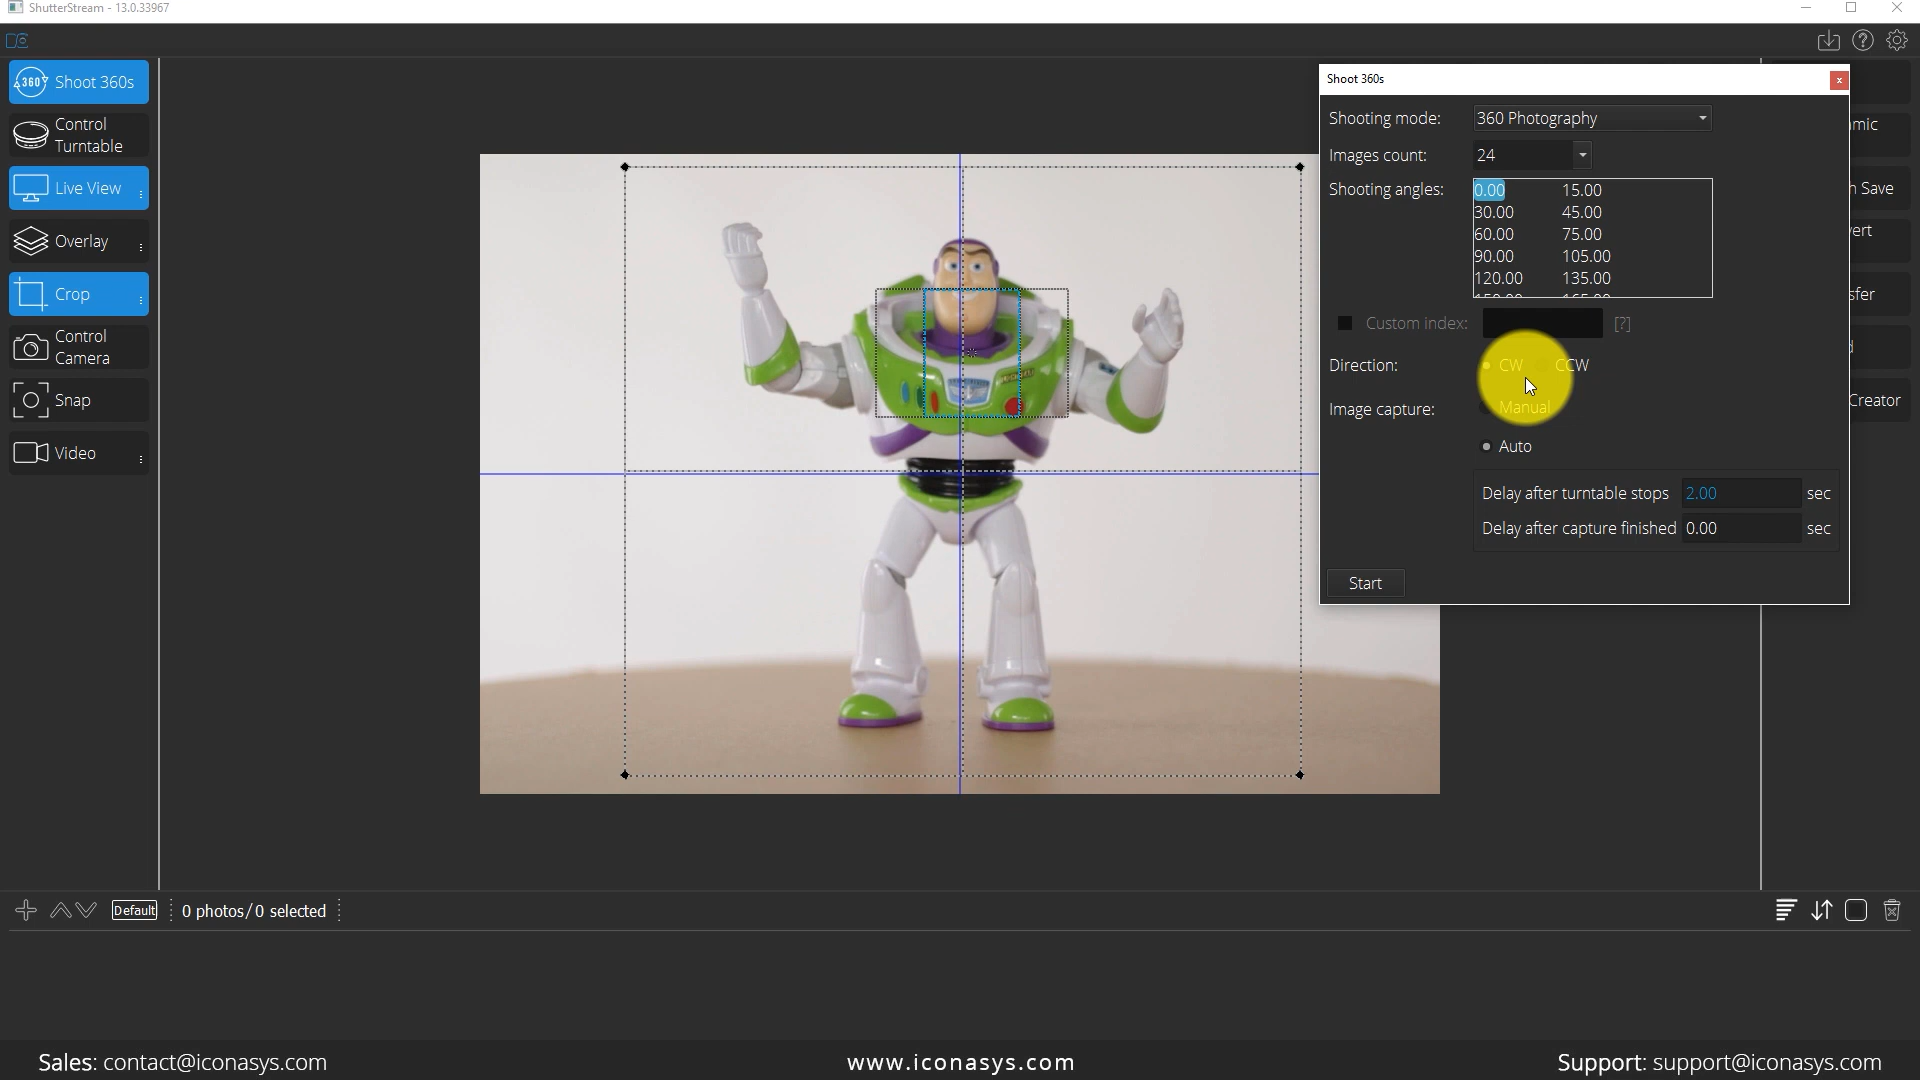 ShutterStream - 13.0.33967
Shoot 360s
Control
Turntable
Live View
Overlay
Crop
Control
Camera
Snap
Video
Shoot 360s
Shooting mode: 360 Photography
Images count: 24
Shooting angles: 0.00 15.00
30.00 45.00
60.00 75.00
90.00 105.00
120.00 135.00
150.00 165.00
Custom index: [?]
Direction: CW CCW
Image capture: Manual
Auto
Delay after turntable stops 2.00 sec
Delay after capture finished 0.00 sec
Start
Save
Creator
Default 0 photos/0 selected
Sales: contact@iconasys.com
www.iconasys.com
Support: support@iconasys.com